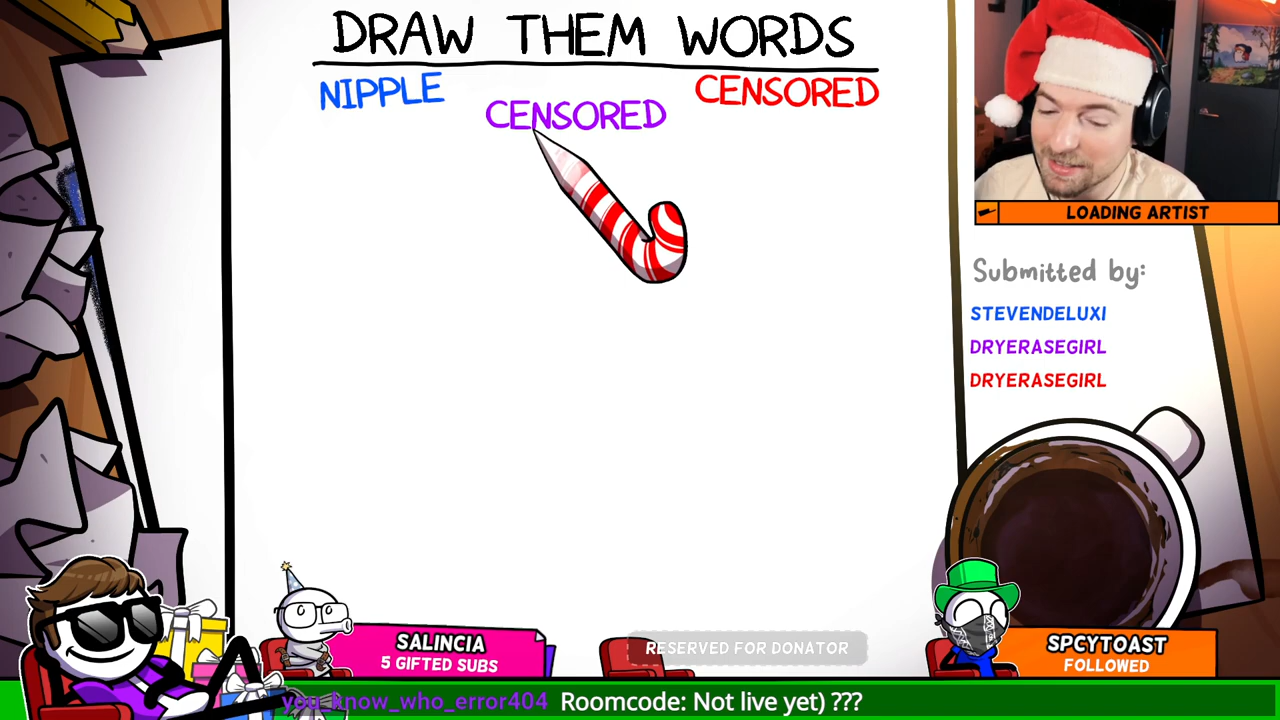 DRAW THEM WORDS
NIPPLE
CENSORED
CENSORED
LOADING ARTIST
Submitted by:
STEVENDELUXI
DRYERASEGIRL
DRYERASEGIRL
SALINCIA
5 GIFTED SUBS
RESERVED FOR DONATOR
SPCYTOAST
FOLLOWED
you_know_who_error404 Roomcode: Not live yet) ???